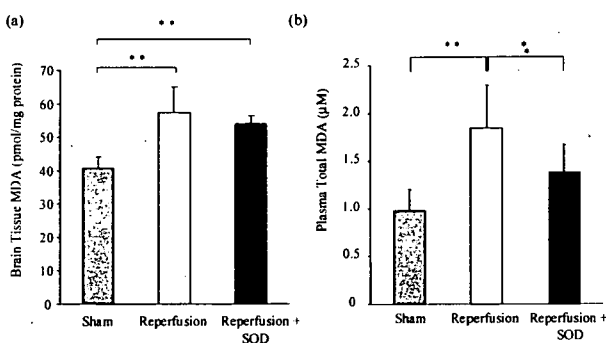 (a)
(b)
* *
* *
Brain Tissue MDA (pmol/mg protein)
70
60
50
40
30
20
10
0
Sham
Reperfusion
Reperfusion +
SOD
* *
* *
Plasma Total MDA (µM)
2.5
2.0
1.5
1.0
0.5
0
Sham
Reperfusion
Reperfusion +
SOD